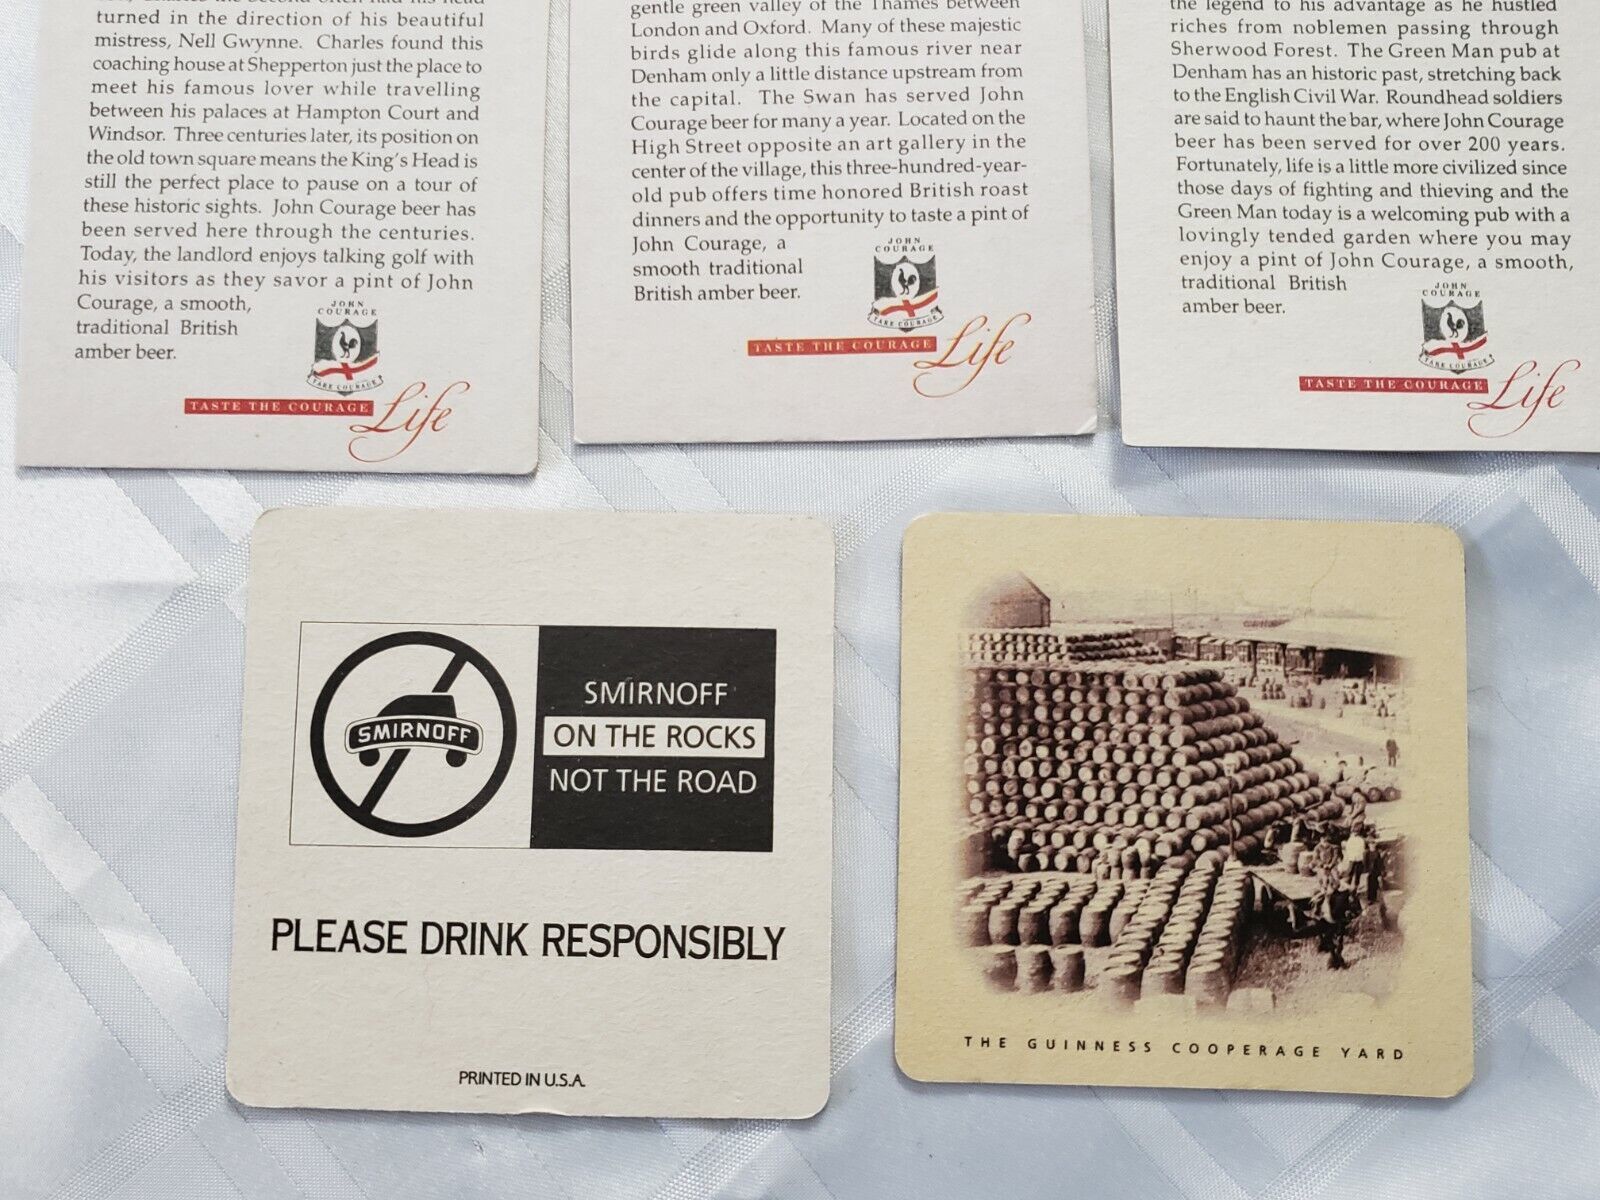 turned in the direction of his beautiful
mistress, Nell Gwynne. Charles found this
coaching house at Shepperton just the place to
meet his famous lover while travelling
between his palaces at Hampton Court and
Windsor. Three centuries later, its position on
the old town square means the King's Head is
still the perfect place to pause on a tour of
these historic sights. John Courage beer has
been served here through the centuries.
Today, the landlord enjoys talking golf with
his visitors as they savor a pint of John
Courage, a smooth,
traditional British
amber beer.
JOHN
COURAGE
TAKE COURAGE
TASTE THE COURAGE Life
gentle green valley of the Thames between
London and Oxford. Many of these majestic
birds glide along this famous river near
Denham only a little distance upstream from
the capital. The Swan has served John
Courage beer for many a year. Located on the
High Street opposite an art gallery in the
center of the village, this three-hundred-year-
old pub offers time honored British roast
dinners and the opportunity to taste a pint of
John Courage, a
smooth traditional
British amber beer.
JOHN
COURAGE
TAKE COURAGE
TASTE THE COURAGE Life
the legend to his advantage as he hustled
riches from noblemen passing through
Sherwood Forest. The Green Man pub at
Denham has an historic past, stretching back
to the English Civil War. Roundhead soldiers
are said to haunt the bar, where John Courage
beer has been served for over 200 years.
Fortunately, life is a little more civilized since
those days of fighting and thieving and the
Green Man today is a welcoming pub with a
lovingly tended garden where you may
enjoy a pint of John Courage, a smooth,
traditional British
amber beer.
JOHN
COURAGE
TAKE COURAGE
TASTE THE COURAGE Life
SMIRNOFF
SMIRNOFF
ON THE ROCKS
NOT THE ROAD
PLEASE DRINK RESPONSIBLY
PRINTED IN U.S.A.
THE GUINNESS COOPERAGE YARD